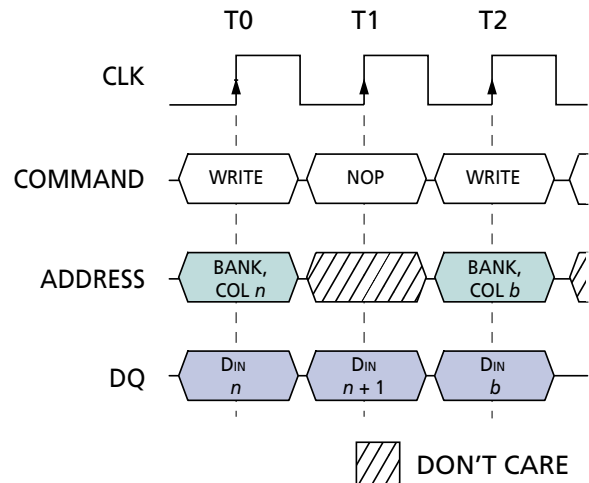 T0 T1 T2
CLK
COMMAND WRITE NOP WRITE
ADDRESS BANK, COL n BANK, COL b
DQ DIN n DIN n + 1 DIN b
DON'T CARE